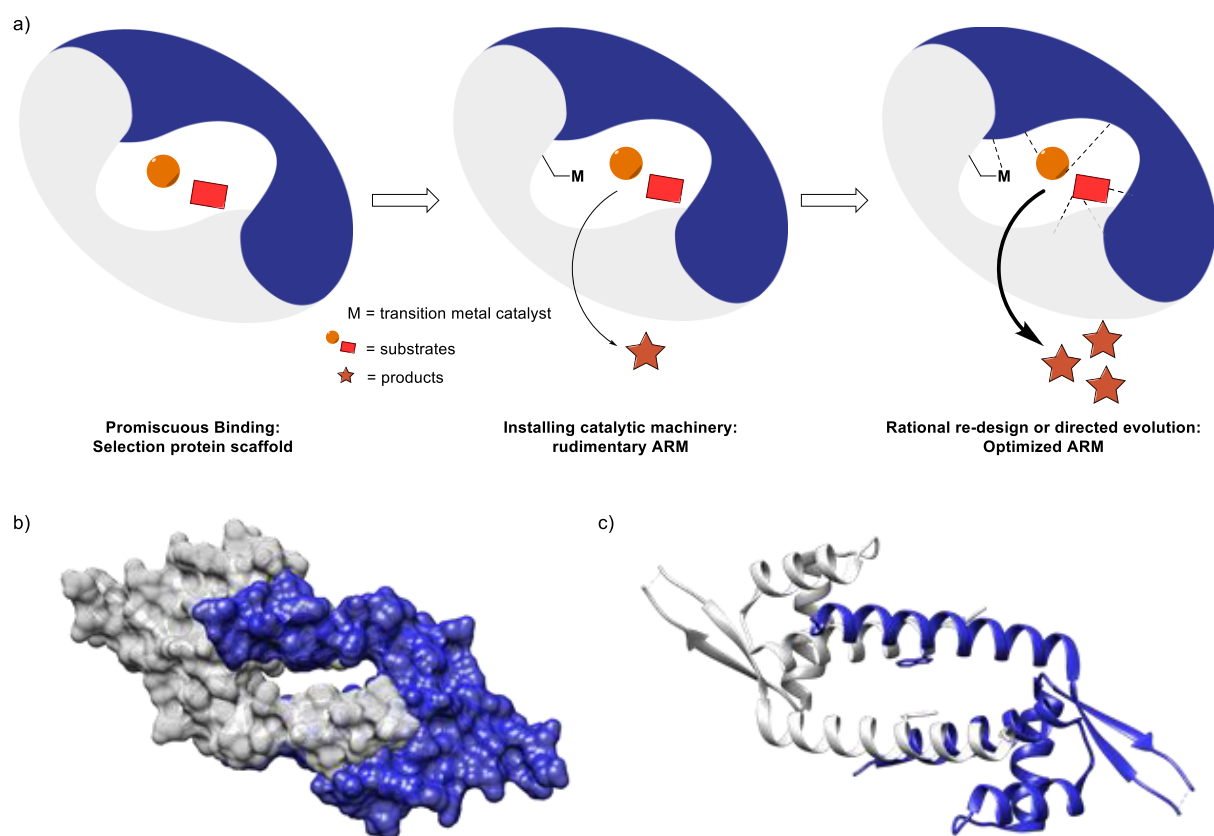 a)
M
M
M = transition metal catalyst
= substrates
= products
Promiscuous Binding:
Selection protein scaffold
Installing catalytic machinery:
rudimentary ARM
Rational re-design or directed evolution:
Optimized ARM
b)
c)